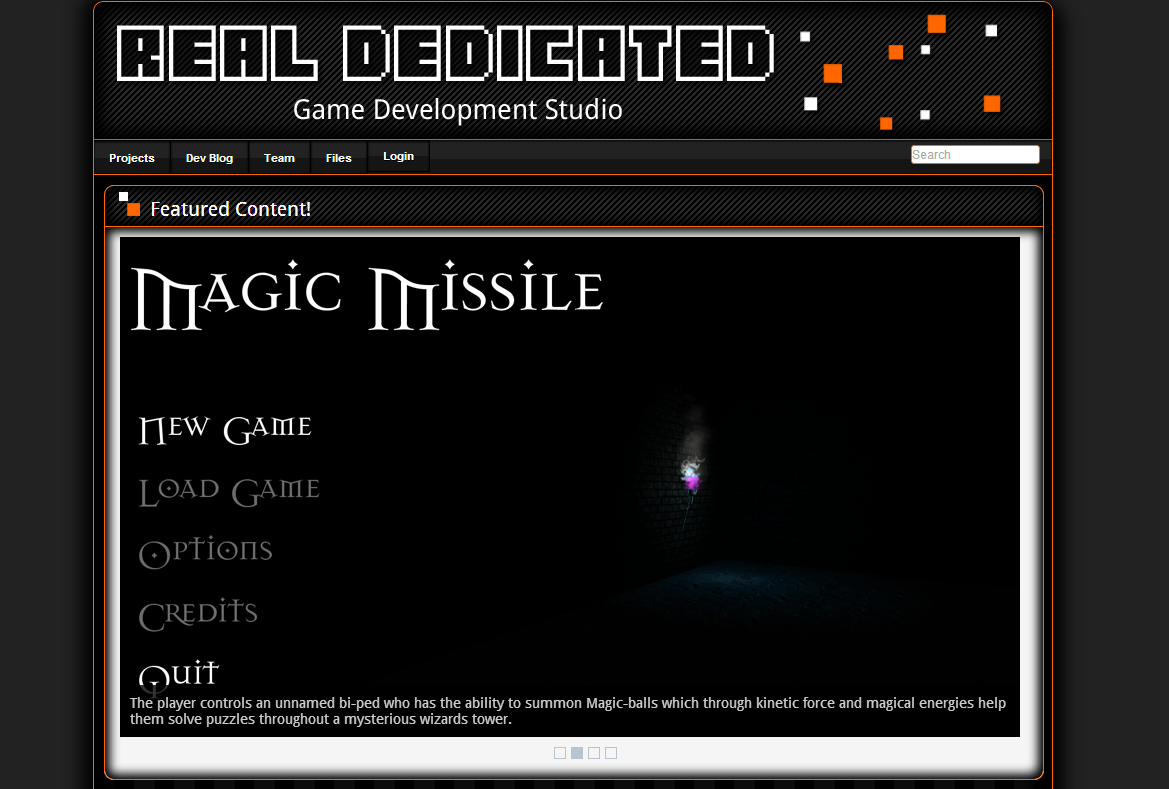 REAL DEDICATED
Game Development Studio
Projects Dev Blog Team Files Login Search
Featured Content!
Magic Missile
New Game
Load Game
Options
Credits
Quit
The player controls an unnamed bi-ped who has the ability to summon Magic-balls which through kinetic force and magical energies help
them solve puzzles throughout a mysterious wizards tower.